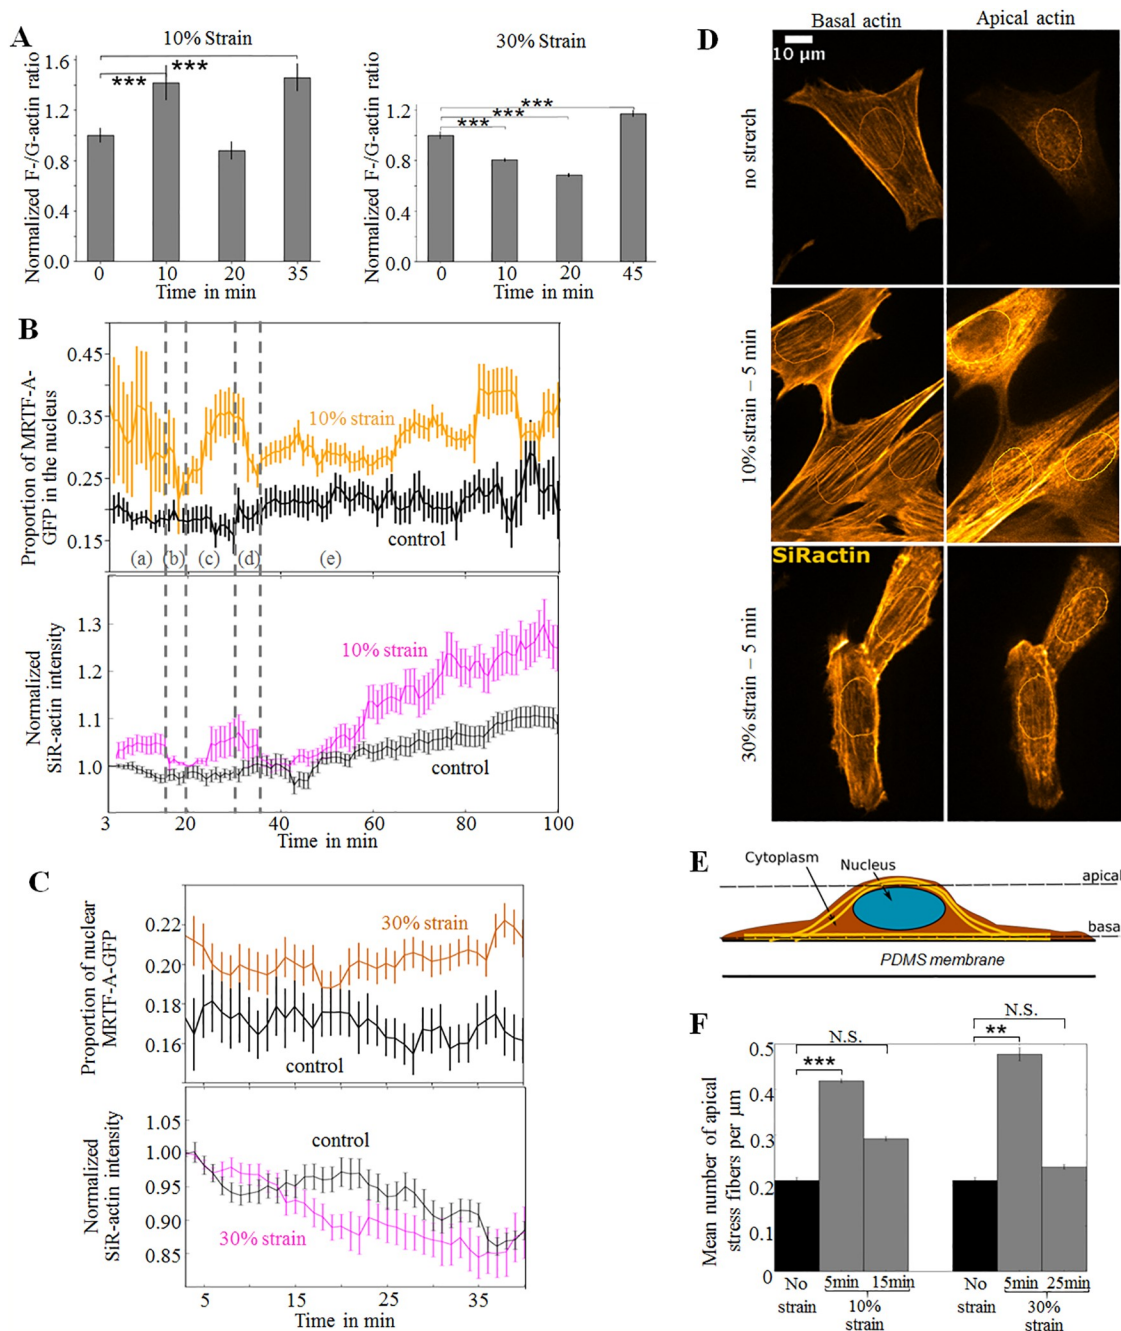 A
10% Strain
Normalized F-/G-actin ratio
1.6
1.2
0.8
0.4
0.0
***
***
0
10
20
35
Time in min
30% Strain
Normalized F-/G-actin ratio
1.2
0.8
0.4
0.0
***
***
***
0
10
20
45
Time in min
B
Proportion of MRTF-A-
GFP in the nucleus
0.45
0.35
0.25
0.15
10% strain
control
(a)
(b)
(c)
(d)
(e)
Normalized
SiR-actin intensity
1.3
1.2
1.1
1.0
10% strain
control
3
20
40
60
80
100
Time in min
C
Proportion of nuclear
MRTF-A-GFP
0.22
0.20
0.18
0.16
30% strain
control
Normalized
SiR-actin intensity
1.05
1.00
0.95
0.90
0.85
control
30% strain
5
15
25
35
Time in min
D
Basal actin
Apical actin
10 µm
no strerch
10% strain – 5 min
SiRactin
30% strain – 5 min
E
Cytoplasm
Nucleus
apical
basa
PDMS membrane
F
Mean number of apical
stress fibers per µm
0.5
0.4
0.3
0.2
0.1
0
N.S.
***
N.S.
**
No
strain
5min
15min
10%
strain
No
strain
5min
25min
30%
strain